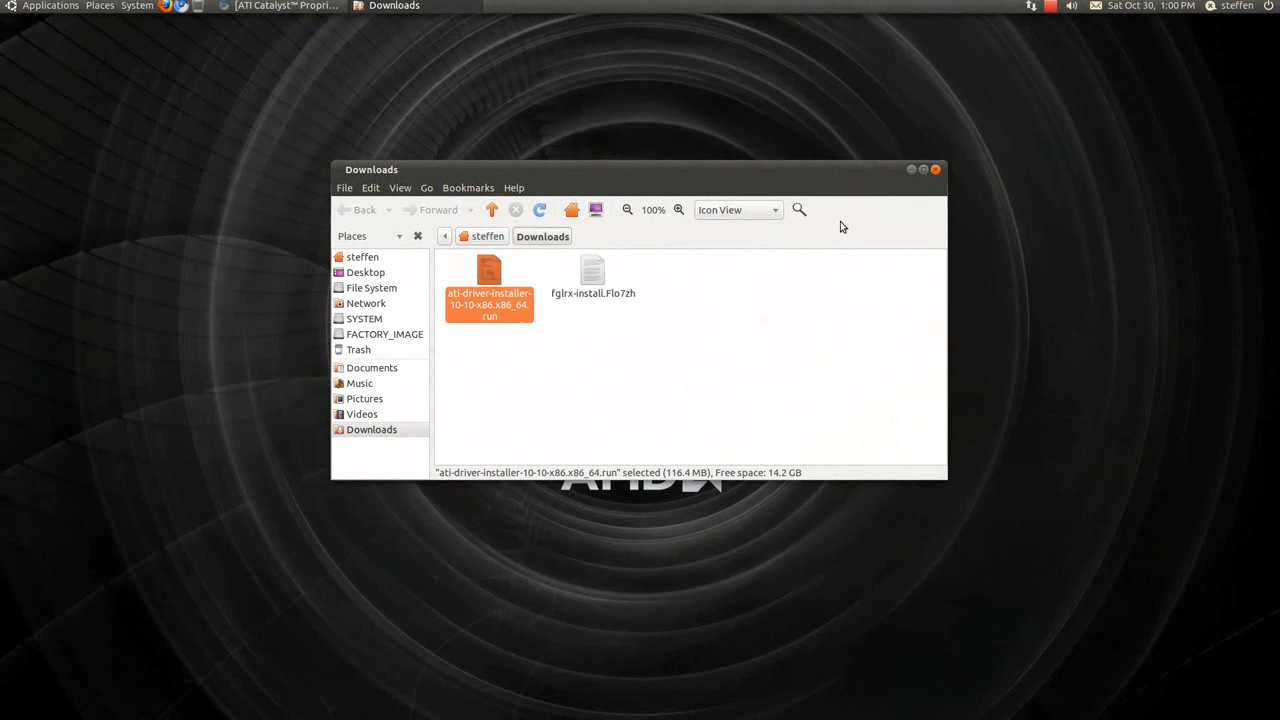 Applications Places System [ATI Catalyst™ Propri... Downloads Sat Oct 30, 1:00 PM steffen
Downloads
File Edit View Go Bookmarks Help
Back Forward 100% Icon View
Places steffen Downloads
steffen
Desktop
File System
Network
SYSTEM
FACTORY_IMAGE
Trash
Documents
Music
Pictures
Videos
Downloads
ati-driver-installer-
10-10-x86.x86_64.
run
fglrx-install.Flo7zh
"ati-driver-installer-10-10-x86.x86_64.run" selected (116.4 MB), Free space: 14.2 GB
AMD